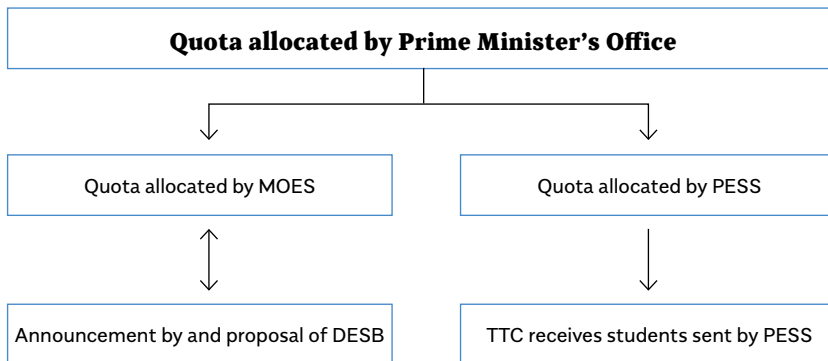 Quota allocated by Prime Minister’s Office
Quota allocated by MOES
Quota allocated by PESS
Announcement by and proposal of DESB
TTC receives students sent by PESS